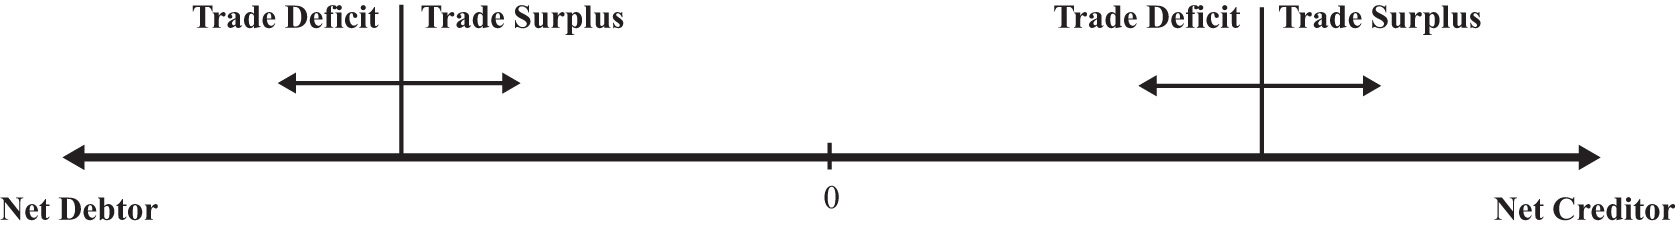 Trade Deficit
Trade Surplus
Trade Deficit
Trade Surplus
0
Net Debtor
Net Creditor